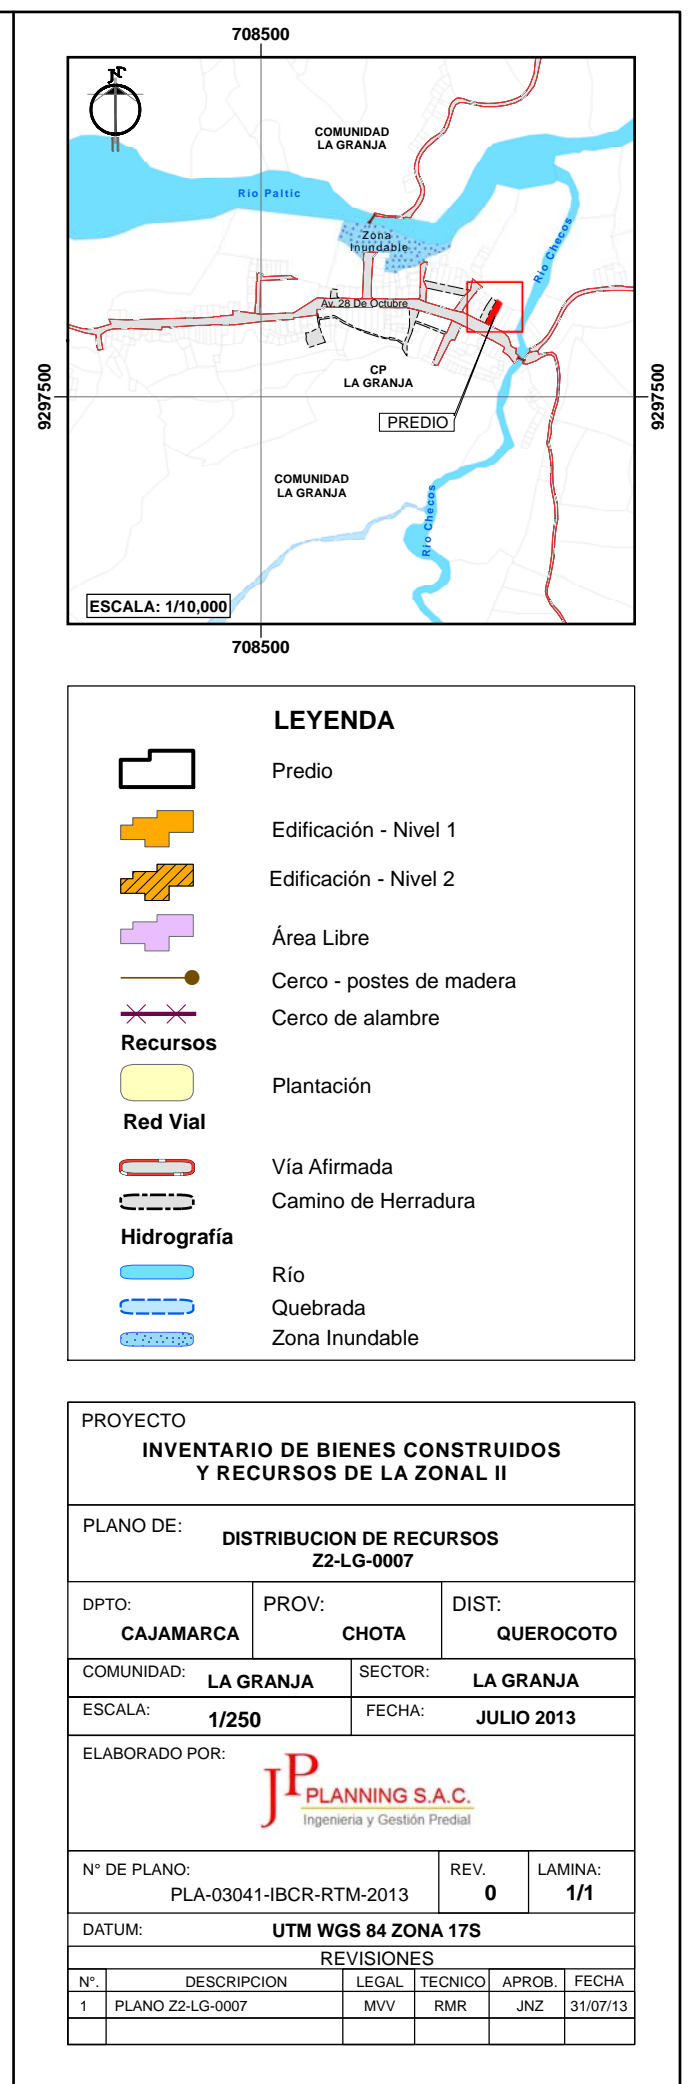 708500
N
COMUNIDAD
LA GRANJA
Rio Paltic
Zona
Inundable
Rio Checos
Av. 28 De Octubre
CP
LA GRANJA
9297500
9297500
PREDIO
COMUNIDAD
LA GRANJA
Rio Checos
ESCALA: 1/10,000
708500
LEYENDA
Predio
Edificación - Nivel 1
Edificación - Nivel 2
Área Libre
Cerco - postes de madera
Cerco de alambre
Recursos
Plantación
Red Vial
Vía Afirmada
Camino de Herradura
Hidrografía
Río
Quebrada
Zona Inundable
PROYECTO
INVENTARIO DE BIENES CONSTRUIDOS
Y RECURSOS DE LA ZONAL II
PLANO DE:
DISTRIBUCION DE RECURSOS
Z2-LG-0007
DPTO: PROV: DIST:
CAJAMARCA CHOTA QUEROCOTO
COMUNIDAD: LA GRANJA SECTOR: LA GRANJA
ESCALA: 1/250 FECHA: JULIO 2013
ELABORADO POR:
JP PLANNING S.A.C.
Ingenieria y Gestión Predial
N° DE PLANO: REV. LAMINA:
PLA-03041-IBCR-RTM-2013 0 1/1
DATUM: UTM WGS 84 ZONA 17S
REVISIONES
N°. DESCRIPCION LEGAL TECNICO APROB. FECHA
1 PLANO Z2-LG-0007 MVV RMR JNZ 31/07/13